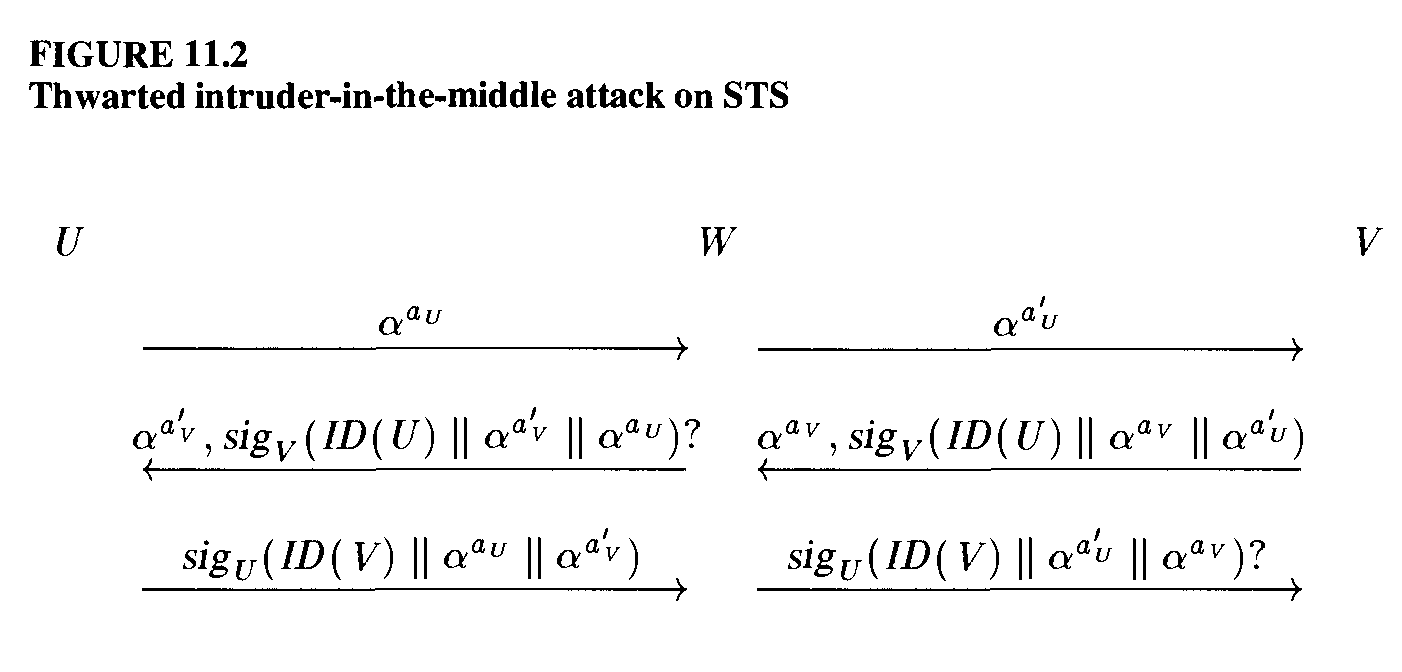 FIGURE 11.2
Thwarted intruder-in-the-middle attack on STS
U W V
α^{a_U} α^{a'_U}
α^{a'_V}, sig_V(ID(U) || α^{a'_V} || α^{a_U})? α^{a_V}, sig_V(ID(U) || α^{a_V} || α^{a'_U})
sig_U(ID(V) || α^{a_U} || α^{a'_V}) sig_U(ID(V) || α^{a'_U} || α^{a_V})?